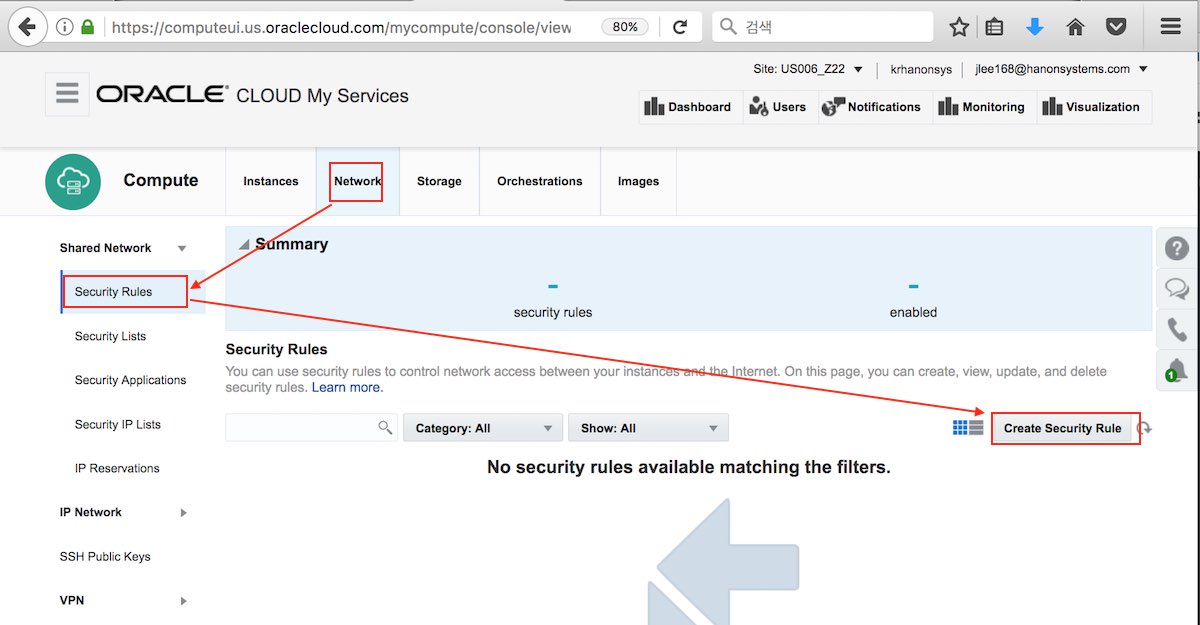 https://computeui.us.oraclecloud.com/mycompute/console/view
80%
검색
Site: US006_Z22
krhanonsys
jlee168@hanonsystems.com
ORACLE CLOUD My Services
Dashboard
Users
Notifications
Monitoring
Visualization
Compute
Instances
Network
Storage
Orchestrations
Images
Shared Network
Security Rules
Security Lists
Security Applications
Security IP Lists
IP Reservations
IP Network
SSH Public Keys
VPN
Summary
-
security rules
-
enabled
Security Rules
You can use security rules to control network access between your instances and the Internet. On this page, you can create, view, update, and delete
security rules. Learn more.
Category: All
Show: All
Create Security Rule
No security rules available matching the filters.
?
1